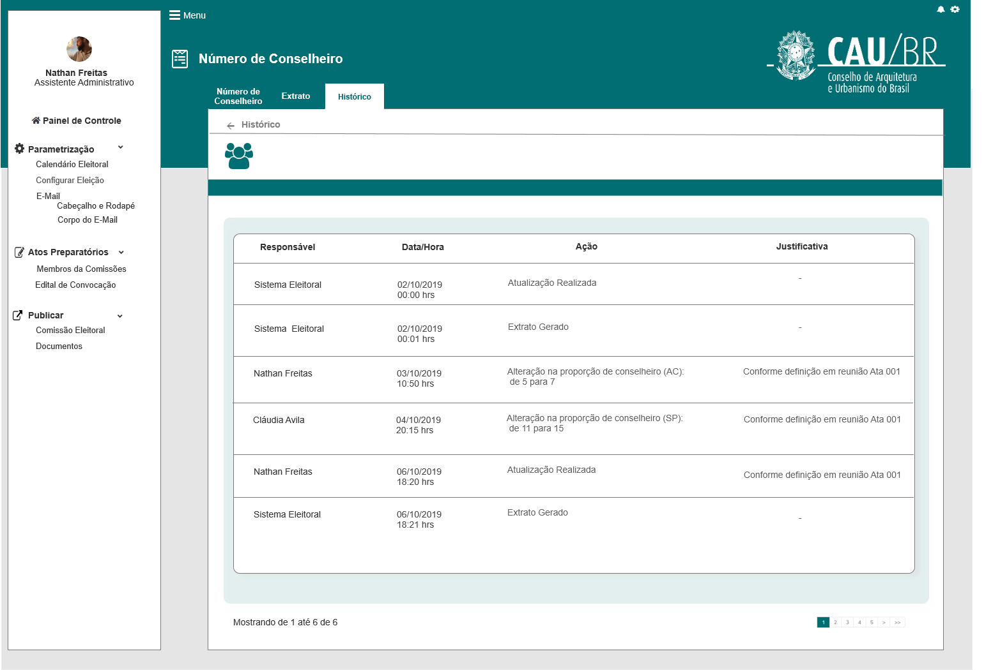 Menu
Nathan Freitas
Assistente Administrativo
Painel de Controle
Parametrização
Calendário Eleitoral
Configurar Eleição
E-Mail
Cabeçalho e Rodapé
Corpo do E-Mail
Atos Preparatórios
Membros da Comissões
Edital de Convocação
Publicar
Comissão Eleitoral
Documentos
Número de Conselheiro
CAU/BR
Conselho de Arquitetura
e Urbanismo do Brasil
Número de
Conselheiro
Extrato
Histórico
Histórico
Responsável Data/Hora Ação Justificativa
Sistema Eleitoral 02/10/2019 Atualização Realizada -
00:00 hrs
Sistema Eleitoral 02/10/2019 Extrato Gerado -
00:01 hrs
Nathan Freitas 03/10/2019 Alteração na proporção de conselheiro (AC): Conforme definição em reunião Ata 001
10:50 hrs de 5 para 7
Cláudia Avila 04/10/2019 Alteração na proporção de conselheiro (SP): Conforme definição em reunião Ata 001
20:15 hrs de 11 para 15
Nathan Freitas 06/10/2019 Atualização Realizada Conforme definição em reunião Ata 001
18:20 hrs
Sistema Eleitoral 06/10/2019 Extrato Gerado -
18:21 hrs
Mostrando de 1 até 6 de 6
1 2 3 4 5 > >>